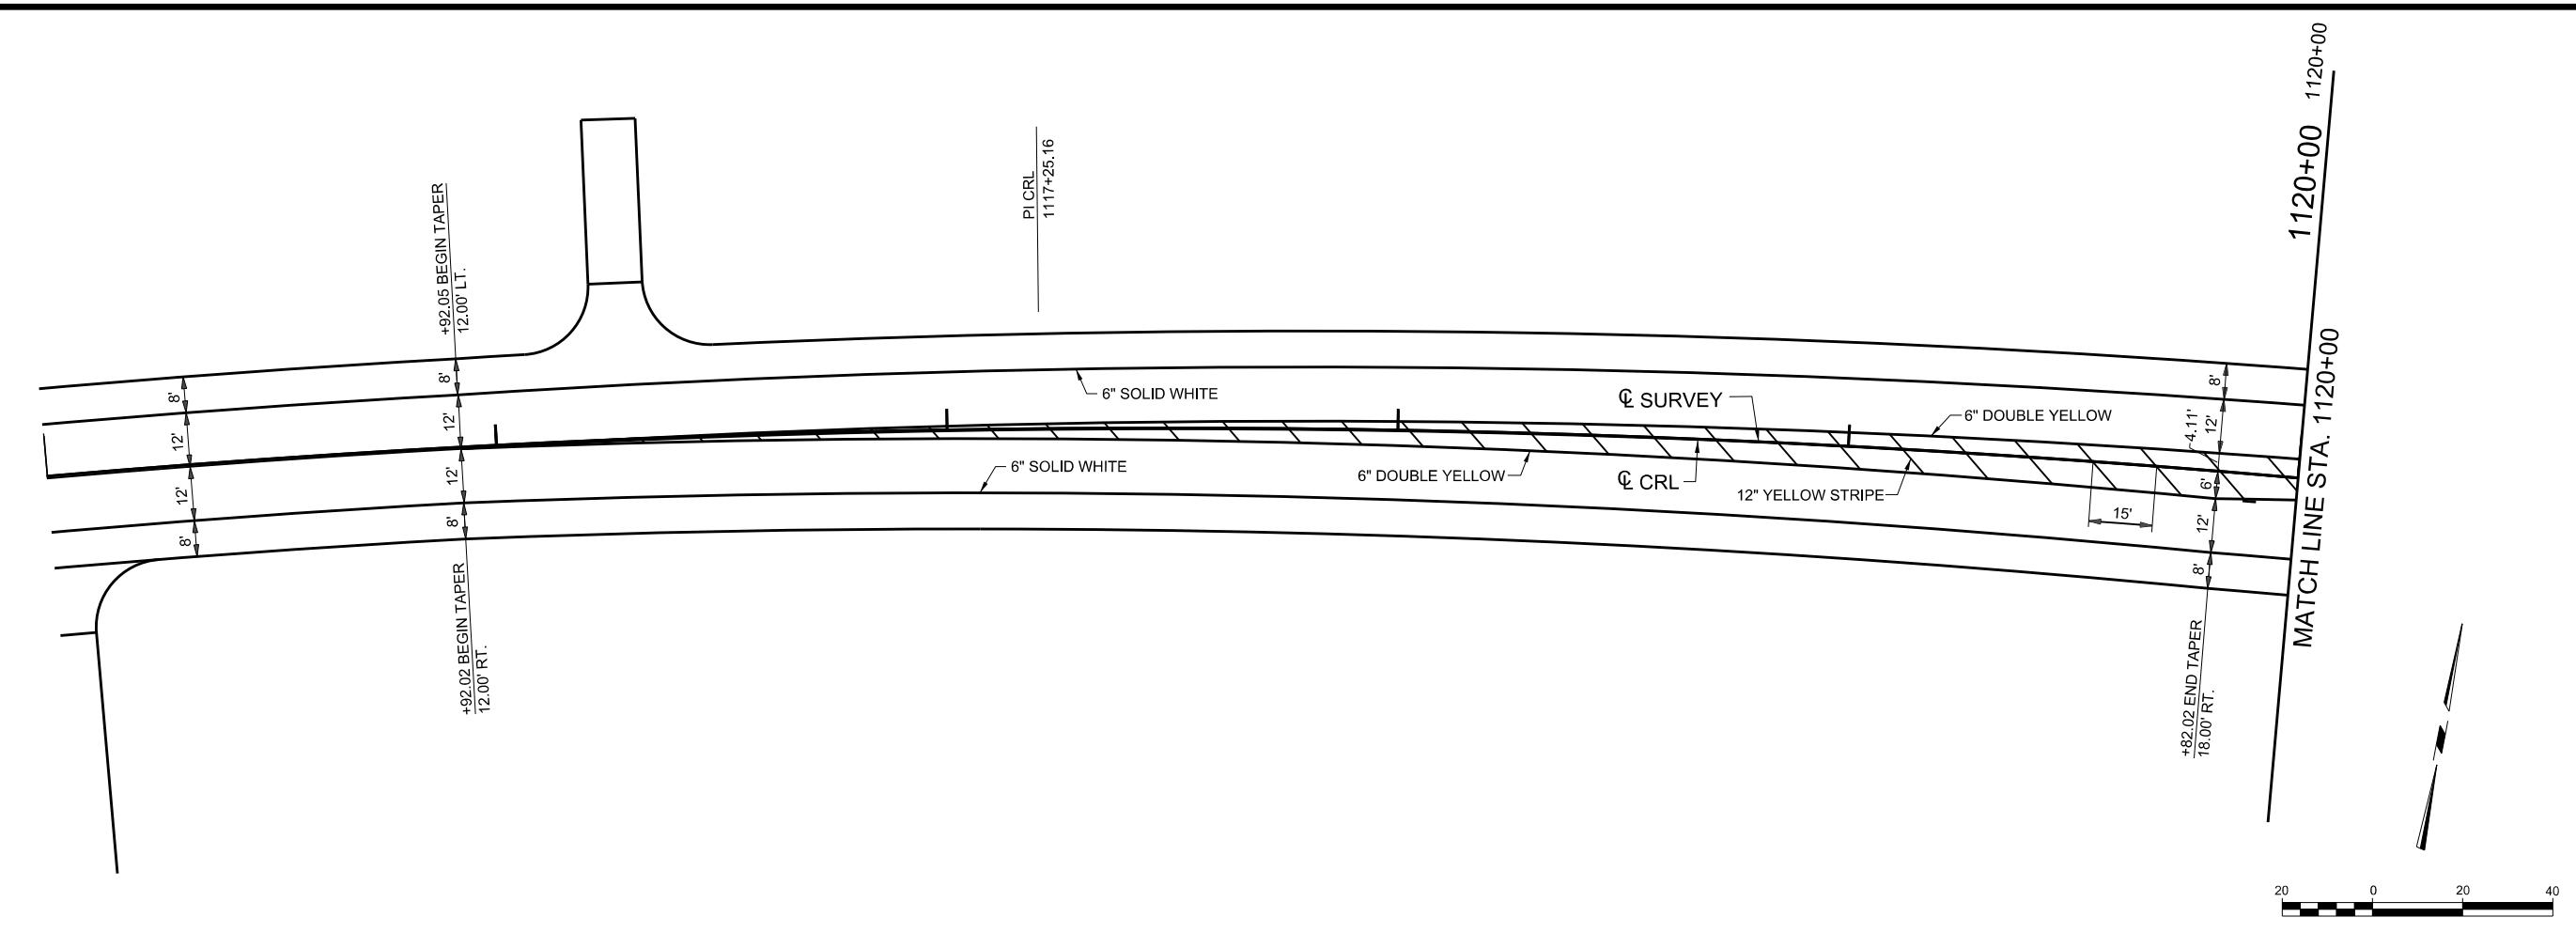 1120+00
1120+00
MATCH LINE STA. 1120+00
PI CRL
1117+25.16
+92.05 BEGIN TAPER
12.00' LT.
8'
12'
12'
8'
8'
12'
12'
8'
+92.02 BEGIN TAPER
12.00' RT.
6" SOLID WHITE
6" SOLID WHITE
℄ SURVEY
6" DOUBLE YELLOW
6" DOUBLE YELLOW
℄ CRL
12" YELLOW STRIPE
15'
8'
12'
4.11'
6'
12'
8'
+82.02 END TAPER
18.00' RT.
20 0 20 40